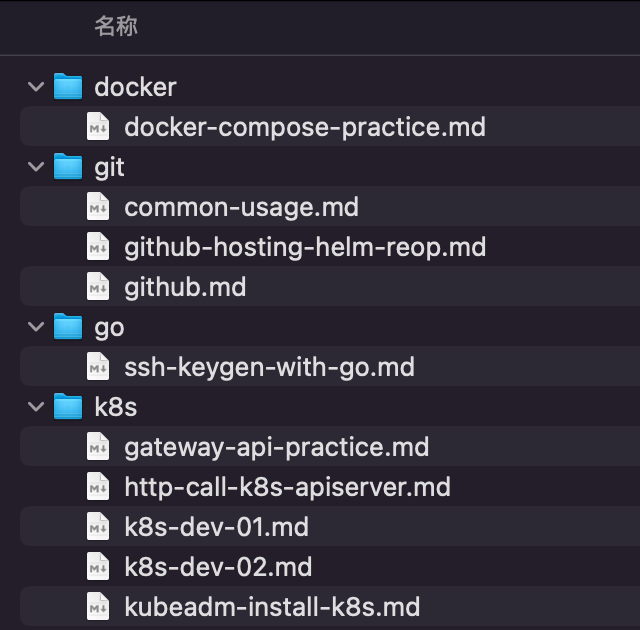 名称
docker
docker-compose-practice.md
git
common-usage.md
github-hosting-helm-reop.md
github.md
go
ssh-keygen-with-go.md
k8s
gateway-api-practice.md
http-call-k8s-apiserver.md
k8s-dev-01.md
k8s-dev-02.md
kubeadm-install-k8s.md